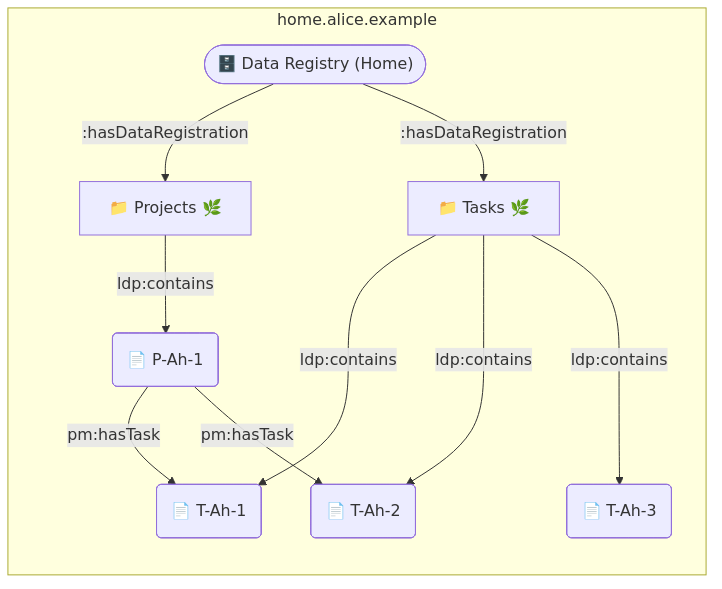 home.alice.example
🗄️ Data Registry (Home)
:hasDataRegistration
:hasDataRegistration
📁 Projects 🌿
📁 Tasks 🌿
ldp:contains
📄 P-Ah-1
ldp:contains
ldp:contains
ldp:contains
pm:hasTask
pm:hasTask
📄 T-Ah-1
📄 T-Ah-2
📄 T-Ah-3